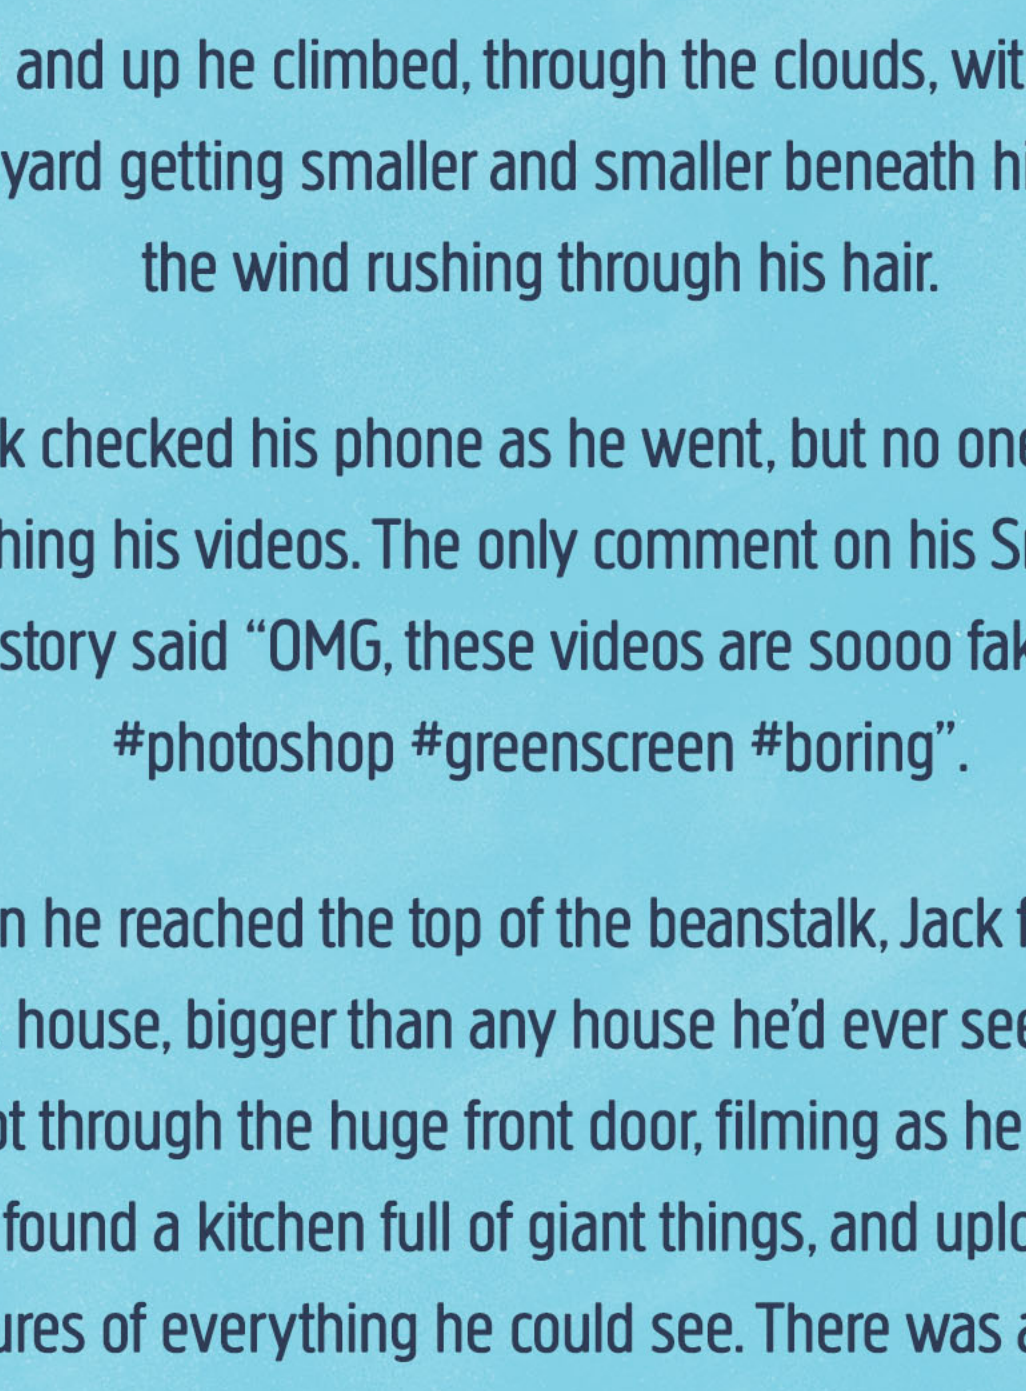 and up he climbed, through the clouds, wit
yard getting smaller and smaller beneath hi
the wind rushing through his hair.
k checked his phone as he went, but no one
hing his videos. The only comment on his S
story said “OMG, these videos are soooo fak
#photoshop #greenscreen #boring”.
n he reached the top of the beanstalk, Jack f
house, bigger than any house he’d ever see
ot through the huge front door, filming as he
found a kitchen full of giant things, and uplo
ures of everything he could see. There was a